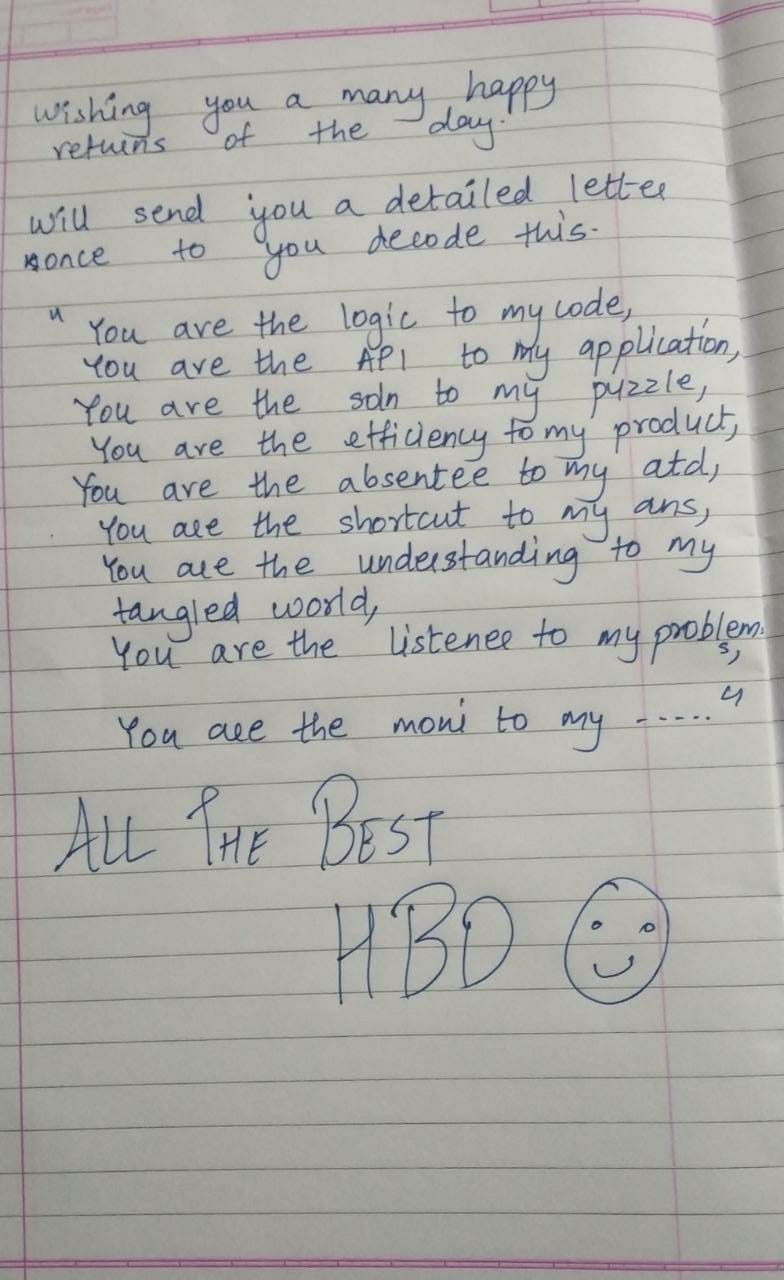 Wishing you a many happy
returns of the day.
Will send you a detailed letter
once to you decode this.
" You are the logic to my code,
You are the API to my application,
You are the soln to my puzzle,
You are the efficiency to my product,
You are the absentee to my atd,
You are the shortcut to my ans,
You are the understanding to my
tangled world,
You are the listener to my problems,
You are the moni to my ....."
ALL THE BEST
HBD